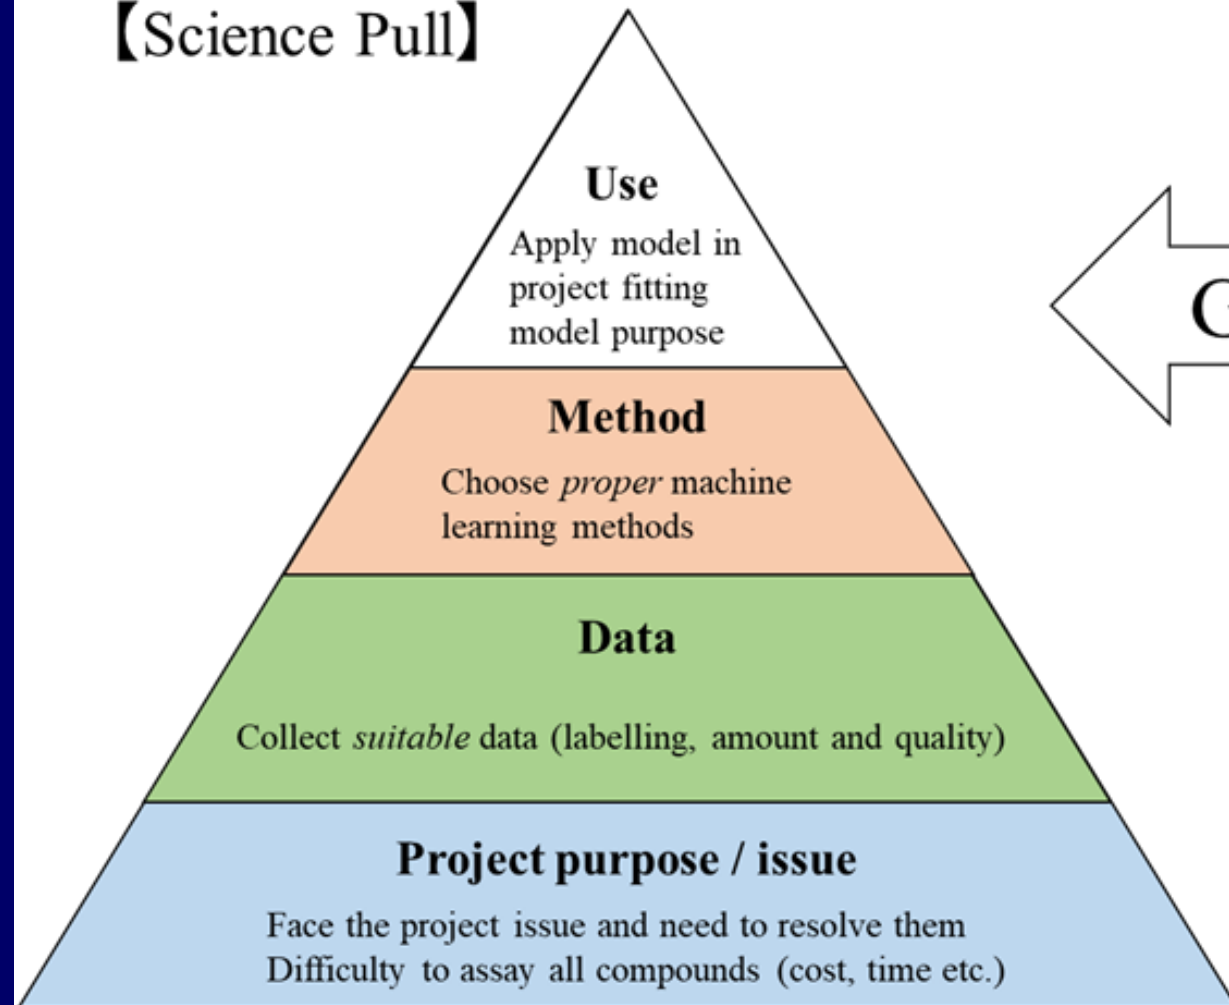 【Science Pull】
Use
Apply model in
project fitting
model purpose
G
Method
Choose proper machine
learning methods
Data
Collect suitable data (labelling, amount and quality)
Project purpose / issue
Face the project issue and need to resolve them
Difficulty to assay all compounds (cost, time etc.)